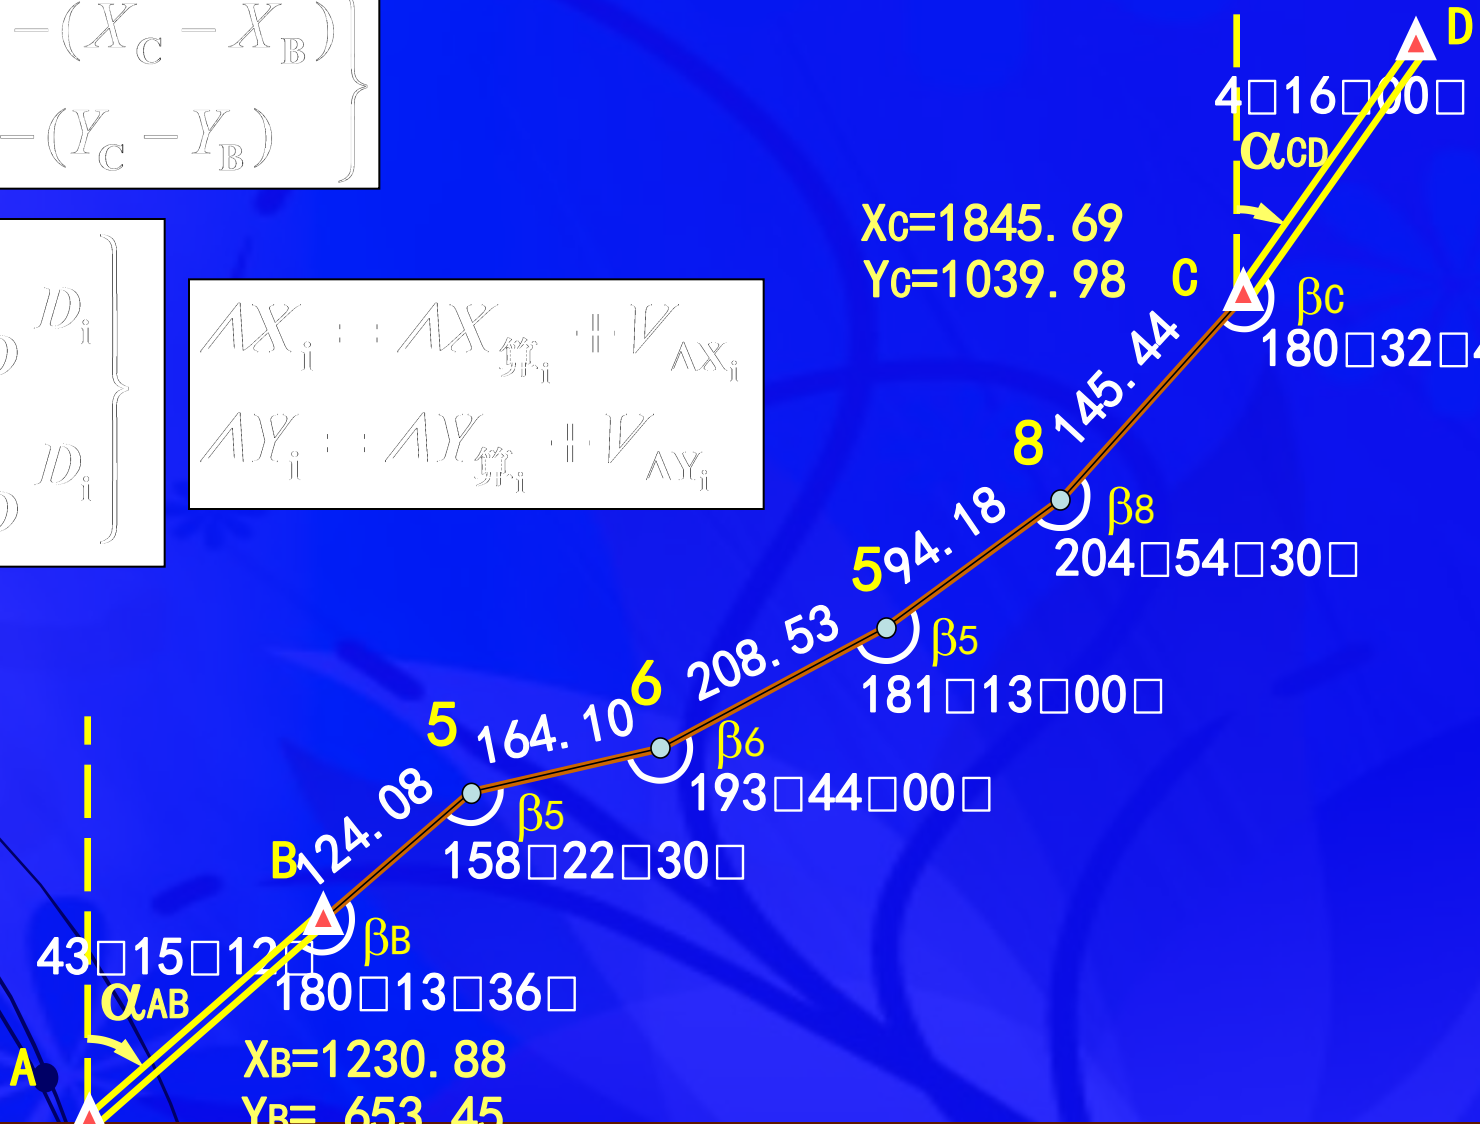 −(X_C − X_B)
−(Y_C − Y_B)
D_i
D_i
ΔX_i = ΔX_算i + V_ΔXi
ΔY_i = ΔY_算i + V_ΔYi
D
4□16□00□
αCD
XC=1845.69
YC=1039.98
C
βC
180□32□4
145.44
8
β8
204□54□30□
94.18
5
β5
181□13□00□
208.53
6
β6
193□44□00□
164.10
5
β5
158□22□30□
124.08
B
βB
180□13□36□
43□15□12□
αAB
A
XB=1230.88
YB= 653.45